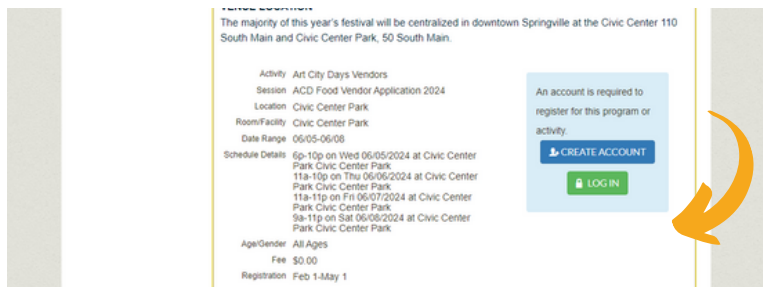 VENUE LOCATION
The majority of this year's festival will be centralized in downtown Springville at the Civic Center 110
South Main and Civic Center Park, 50 South Main.
Activity Art City Days Vendors
Session ACD Food Vendor Application 2024
Location Civic Center Park
Room/Facility Civic Center Park
Date Range 06/05-06/08
Schedule Details 6p-10p on Wed 06/05/2024 at Civic Center
Park Civic Center Park
11a-10p on Thu 06/06/2024 at Civic Center
Park Civic Center Park
11a-11p on Fri 06/07/2024 at Civic Center
Park Civic Center Park
9a-11p on Sat 06/08/2024 at Civic Center
Park Civic Center Park
Age/Gender All Ages
Fee $0.00
Registration Feb 1-May 1
An account is required to
register for this program or
activity.
CREATE ACCOUNT
LOG IN